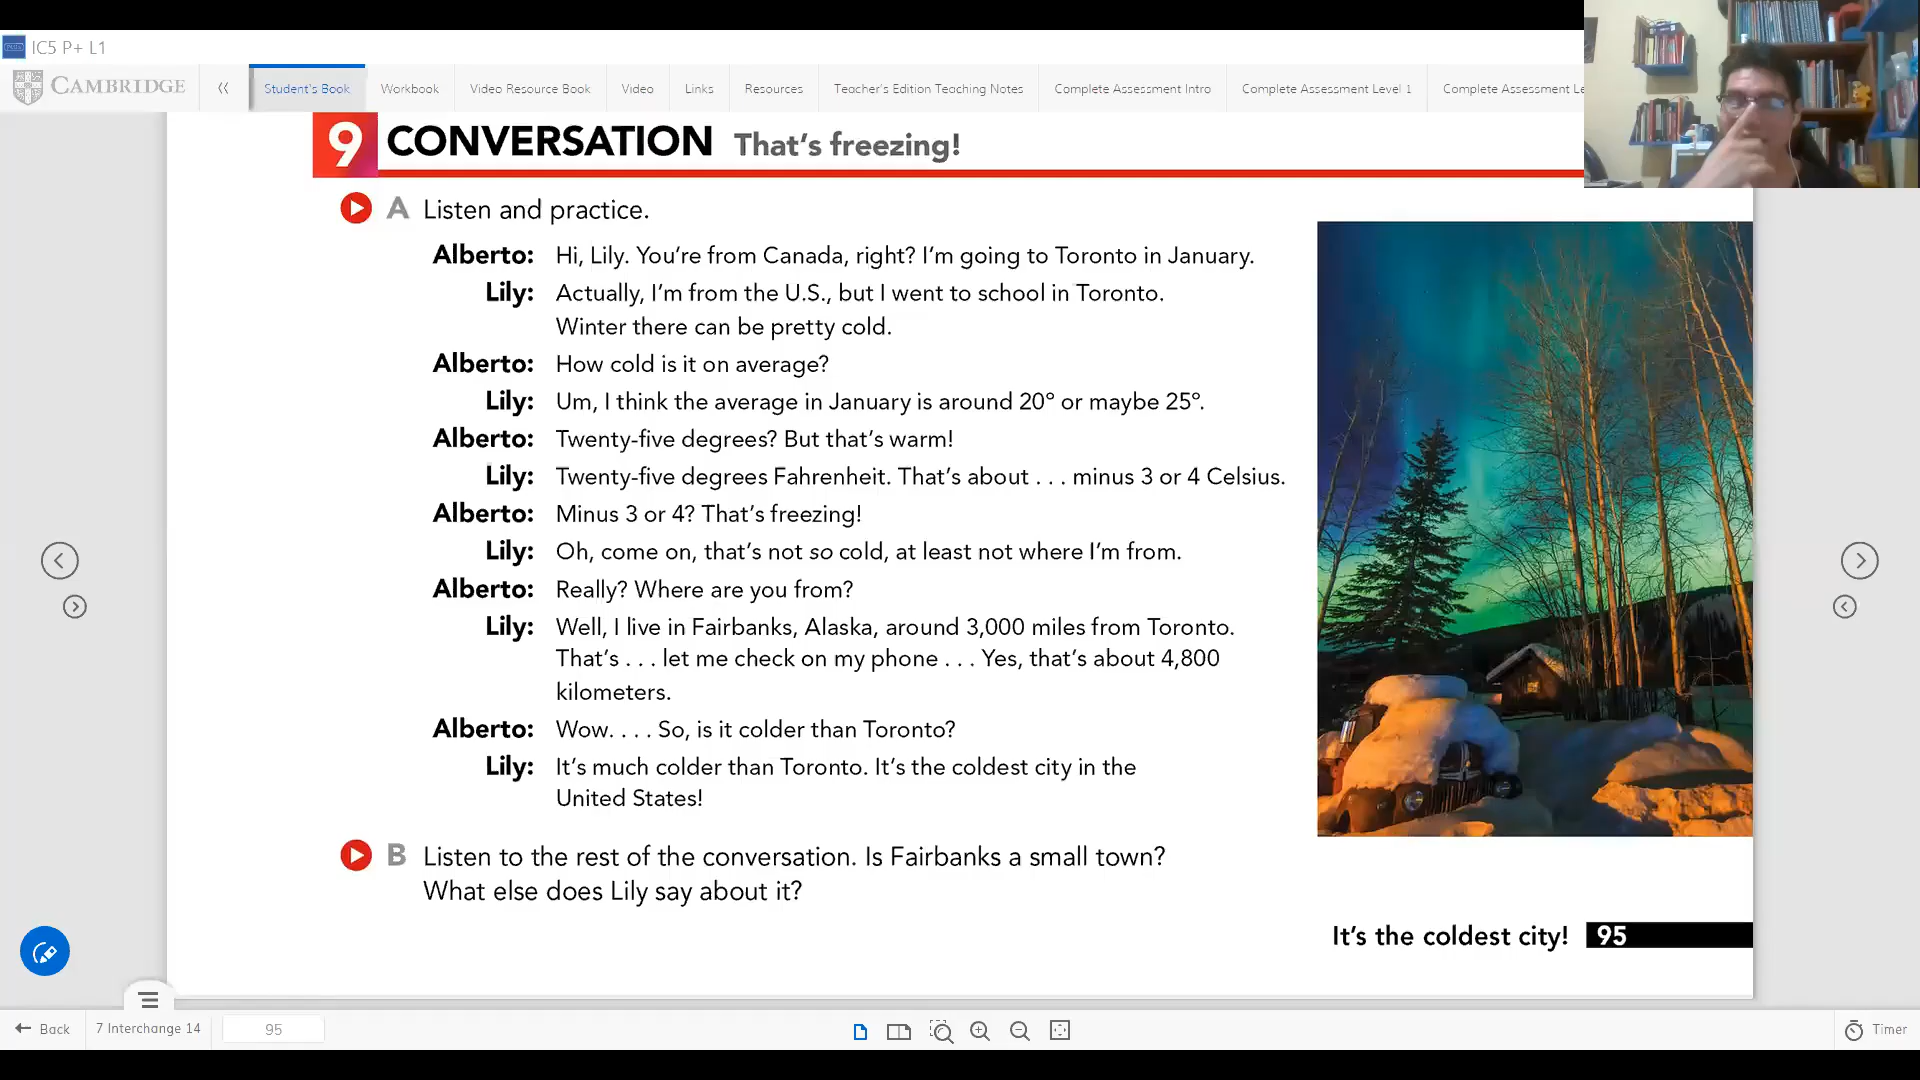 IC5 P+ L1
CAMBRIDGE
Student's Book
Workbook
Video Resource Book
Video
Links
Resources
Teacher's Edition Teaching Notes
Complete Assessment Intro
Complete Assessment Level 1
Complete Assessment Le
9 CONVERSATION That's freezing!
A Listen and practice.
Alberto: Hi, Lily. You're from Canada, right? I'm going to Toronto in January.
Lily: Actually, I'm from the U.S., but I went to school in Toronto.
Winter there can be pretty cold.
Alberto: How cold is it on average?
Lily: Um, I think the average in January is around 20° or maybe 25°.
Alberto: Twenty-five degrees? But that's warm!
Lily: Twenty-five degrees Fahrenheit. That's about . . . minus 3 or 4 Celsius.
Alberto: Minus 3 or 4? That's freezing!
Lily: Oh, come on, that's not so cold, at least not where I'm from.
Alberto: Really? Where are you from?
Lily: Well, I live in Fairbanks, Alaska, around 3,000 miles from Toronto.
That's . . . let me check on my phone . . . Yes, that's about 4,800
kilometers.
Alberto: Wow. . . . So, is it colder than Toronto?
Lily: It's much colder than Toronto. It's the coldest city in the
United States!
B Listen to the rest of the conversation. Is Fairbanks a small town?
What else does Lily say about it?
It's the coldest city! 95
Back
7 Interchange 14
95
Timer